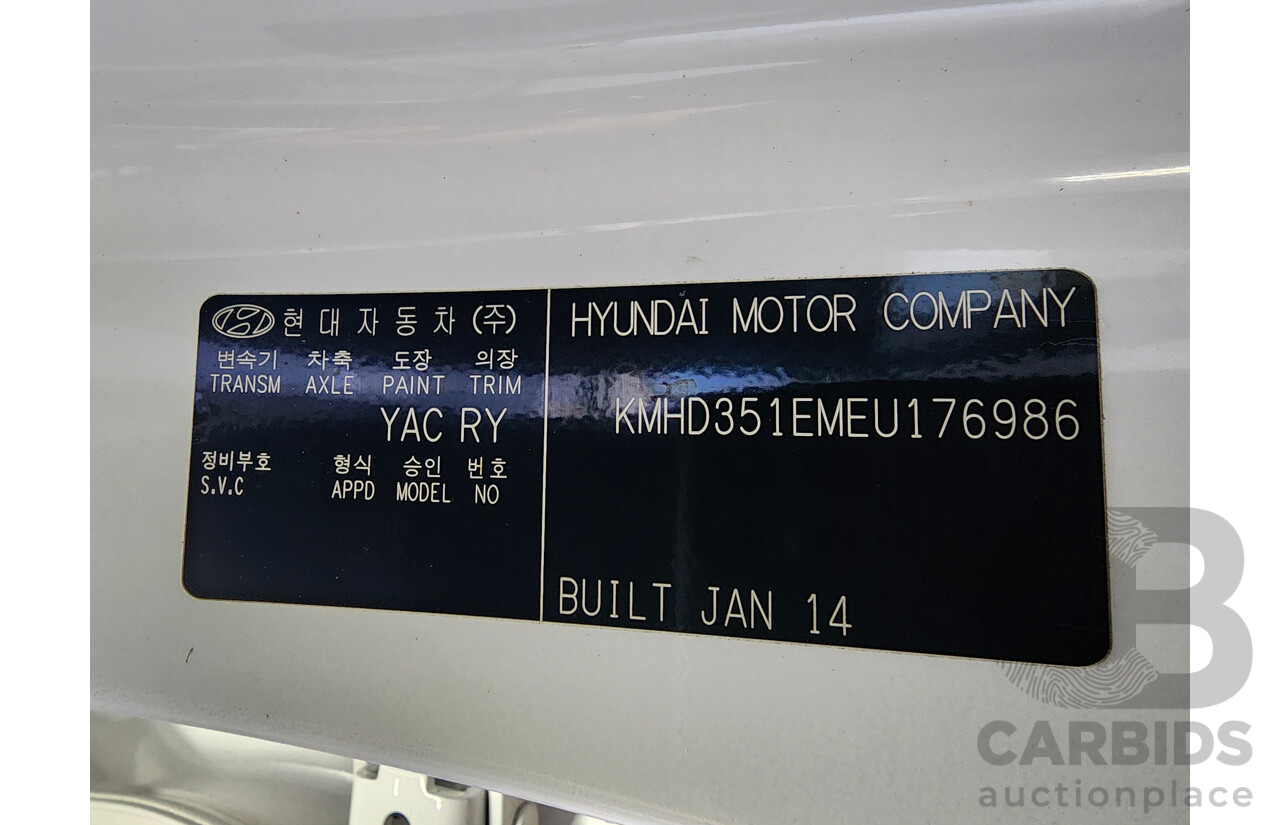 현대자동차(주)
변속기 차축 도장 의장
TRANSM AXLE PAINT TRIM
YAC RY
정비부호 형식 승인 번호
S.V.C APPD MODEL NO
HYUNDAI MOTOR COMPANY
KMHD351EMEU176986
BUILT JAN 14
B
CARBIDS
auctionplace